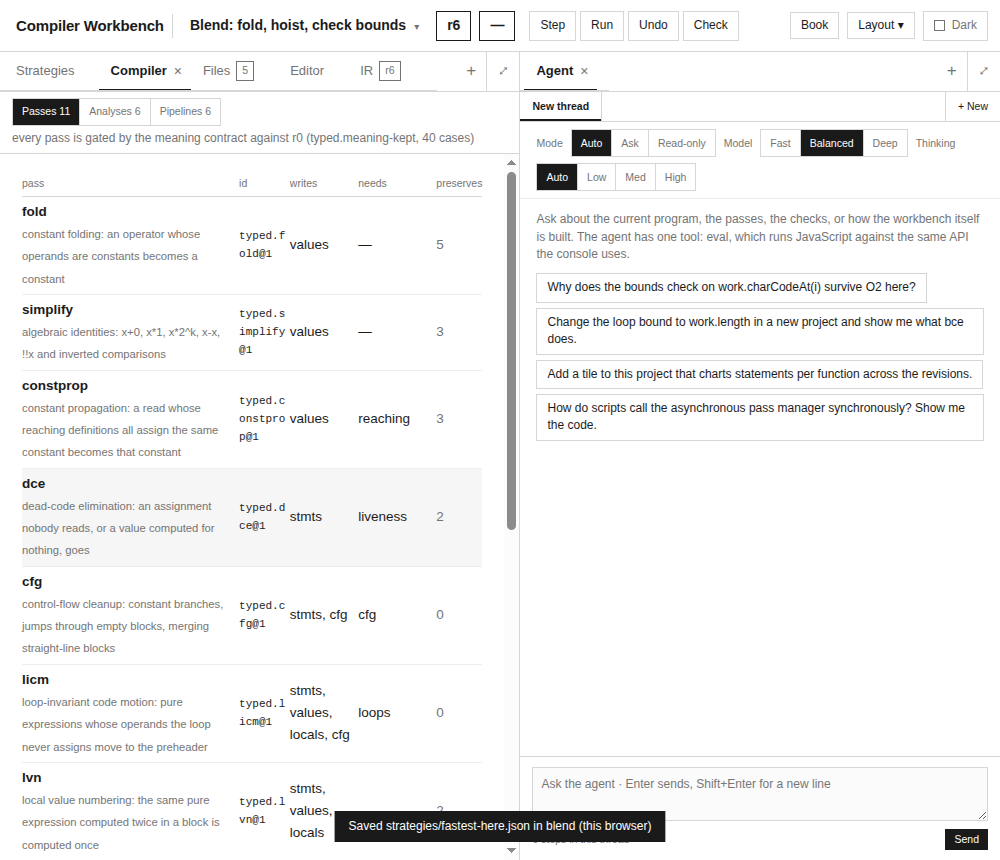 Compiler Workbench
Blend: fold, hoist, check bounds ▾
r6
—
Step
Run
Undo
Check
Book
Layout ▾
Dark
Strategies
Compiler ×
Files 5
Editor
IR r6
+
Agent ×
+
Passes 11
Analyses 6
Pipelines 6
every pass is gated by the meaning contract against r0 (typed.meaning-kept, 40 cases)
pass id writes needs preserves
fold
constant folding: an operator whose
operands are constants becomes a
constant
typed.f
old@1
values
—
5
simplify
algebraic identities: x+0, x*1, x*2^k, x-x,
!!x and inverted comparisons
typed.s
implify
@1
values
—
3
constprop
constant propagation: a read whose
reaching definitions all assign the same
constant becomes that constant
typed.c
onstpro
p@1
values
reaching
3
dce
dead-code elimination: an assignment
nobody reads, or a value computed for
nothing, goes
typed.d
ce@1
stmts
liveness
2
cfg
control-flow cleanup: constant branches,
jumps through empty blocks, merging
straight-line blocks
typed.c
fg@1
stmts, cfg
cfg
0
licm
loop-invariant code motion: pure
expressions whose operands the loop
never assigns move to the preheader
typed.l
icm@1
stmts,
values,
locals, cfg
loops
0
lvn
local value numbering: the same pure
expression computed twice in a block is
computed once
typed.l
vn@1
stmts,
values,
locals
New thread
+ New
Mode Auto Ask Read-only Model Fast Balanced Deep Thinking
Auto Low Med High
Ask about the current program, the passes, the checks, or how the workbench itself
is built. The agent has one tool: eval, which runs JavaScript against the same API
the console uses.
Why does the bounds check on work.charCodeAt(i) survive O2 here?
Change the loop bound to work.length in a new project and show me what bce
does.
Add a tile to this project that charts statements per function across the revisions.
How do scripts call the asynchronous pass manager synchronously? Show me
the code.
Ask the agent · Enter sends, Shift+Enter for a new line
Saved strategies/fastest-here.json in blend (this browser)
Send